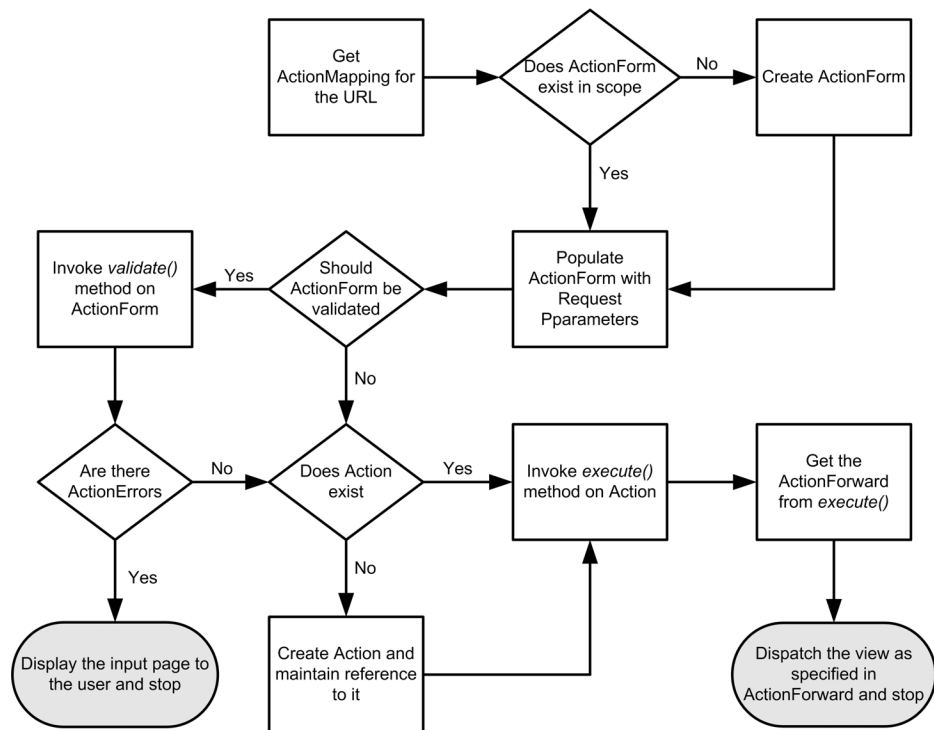 Get
ActionMapping for
the URL
Does ActionForm
exist in scope
No
Create ActionForm
Yes
Invoke validate()
method on
ActionForm
Yes
Should
ActionForm be
validated
Populate
ActionForm with
Request
Pparameters
No
Are there
ActionErrors
No
Does Action
exist
Yes
Invoke execute()
method on Action
Get the
ActionForward
from execute()
Yes
No
Display the input page to
the user and stop
Create Action and
maintain reference
to it
Dispatch the view as
specified in
ActionForward and stop